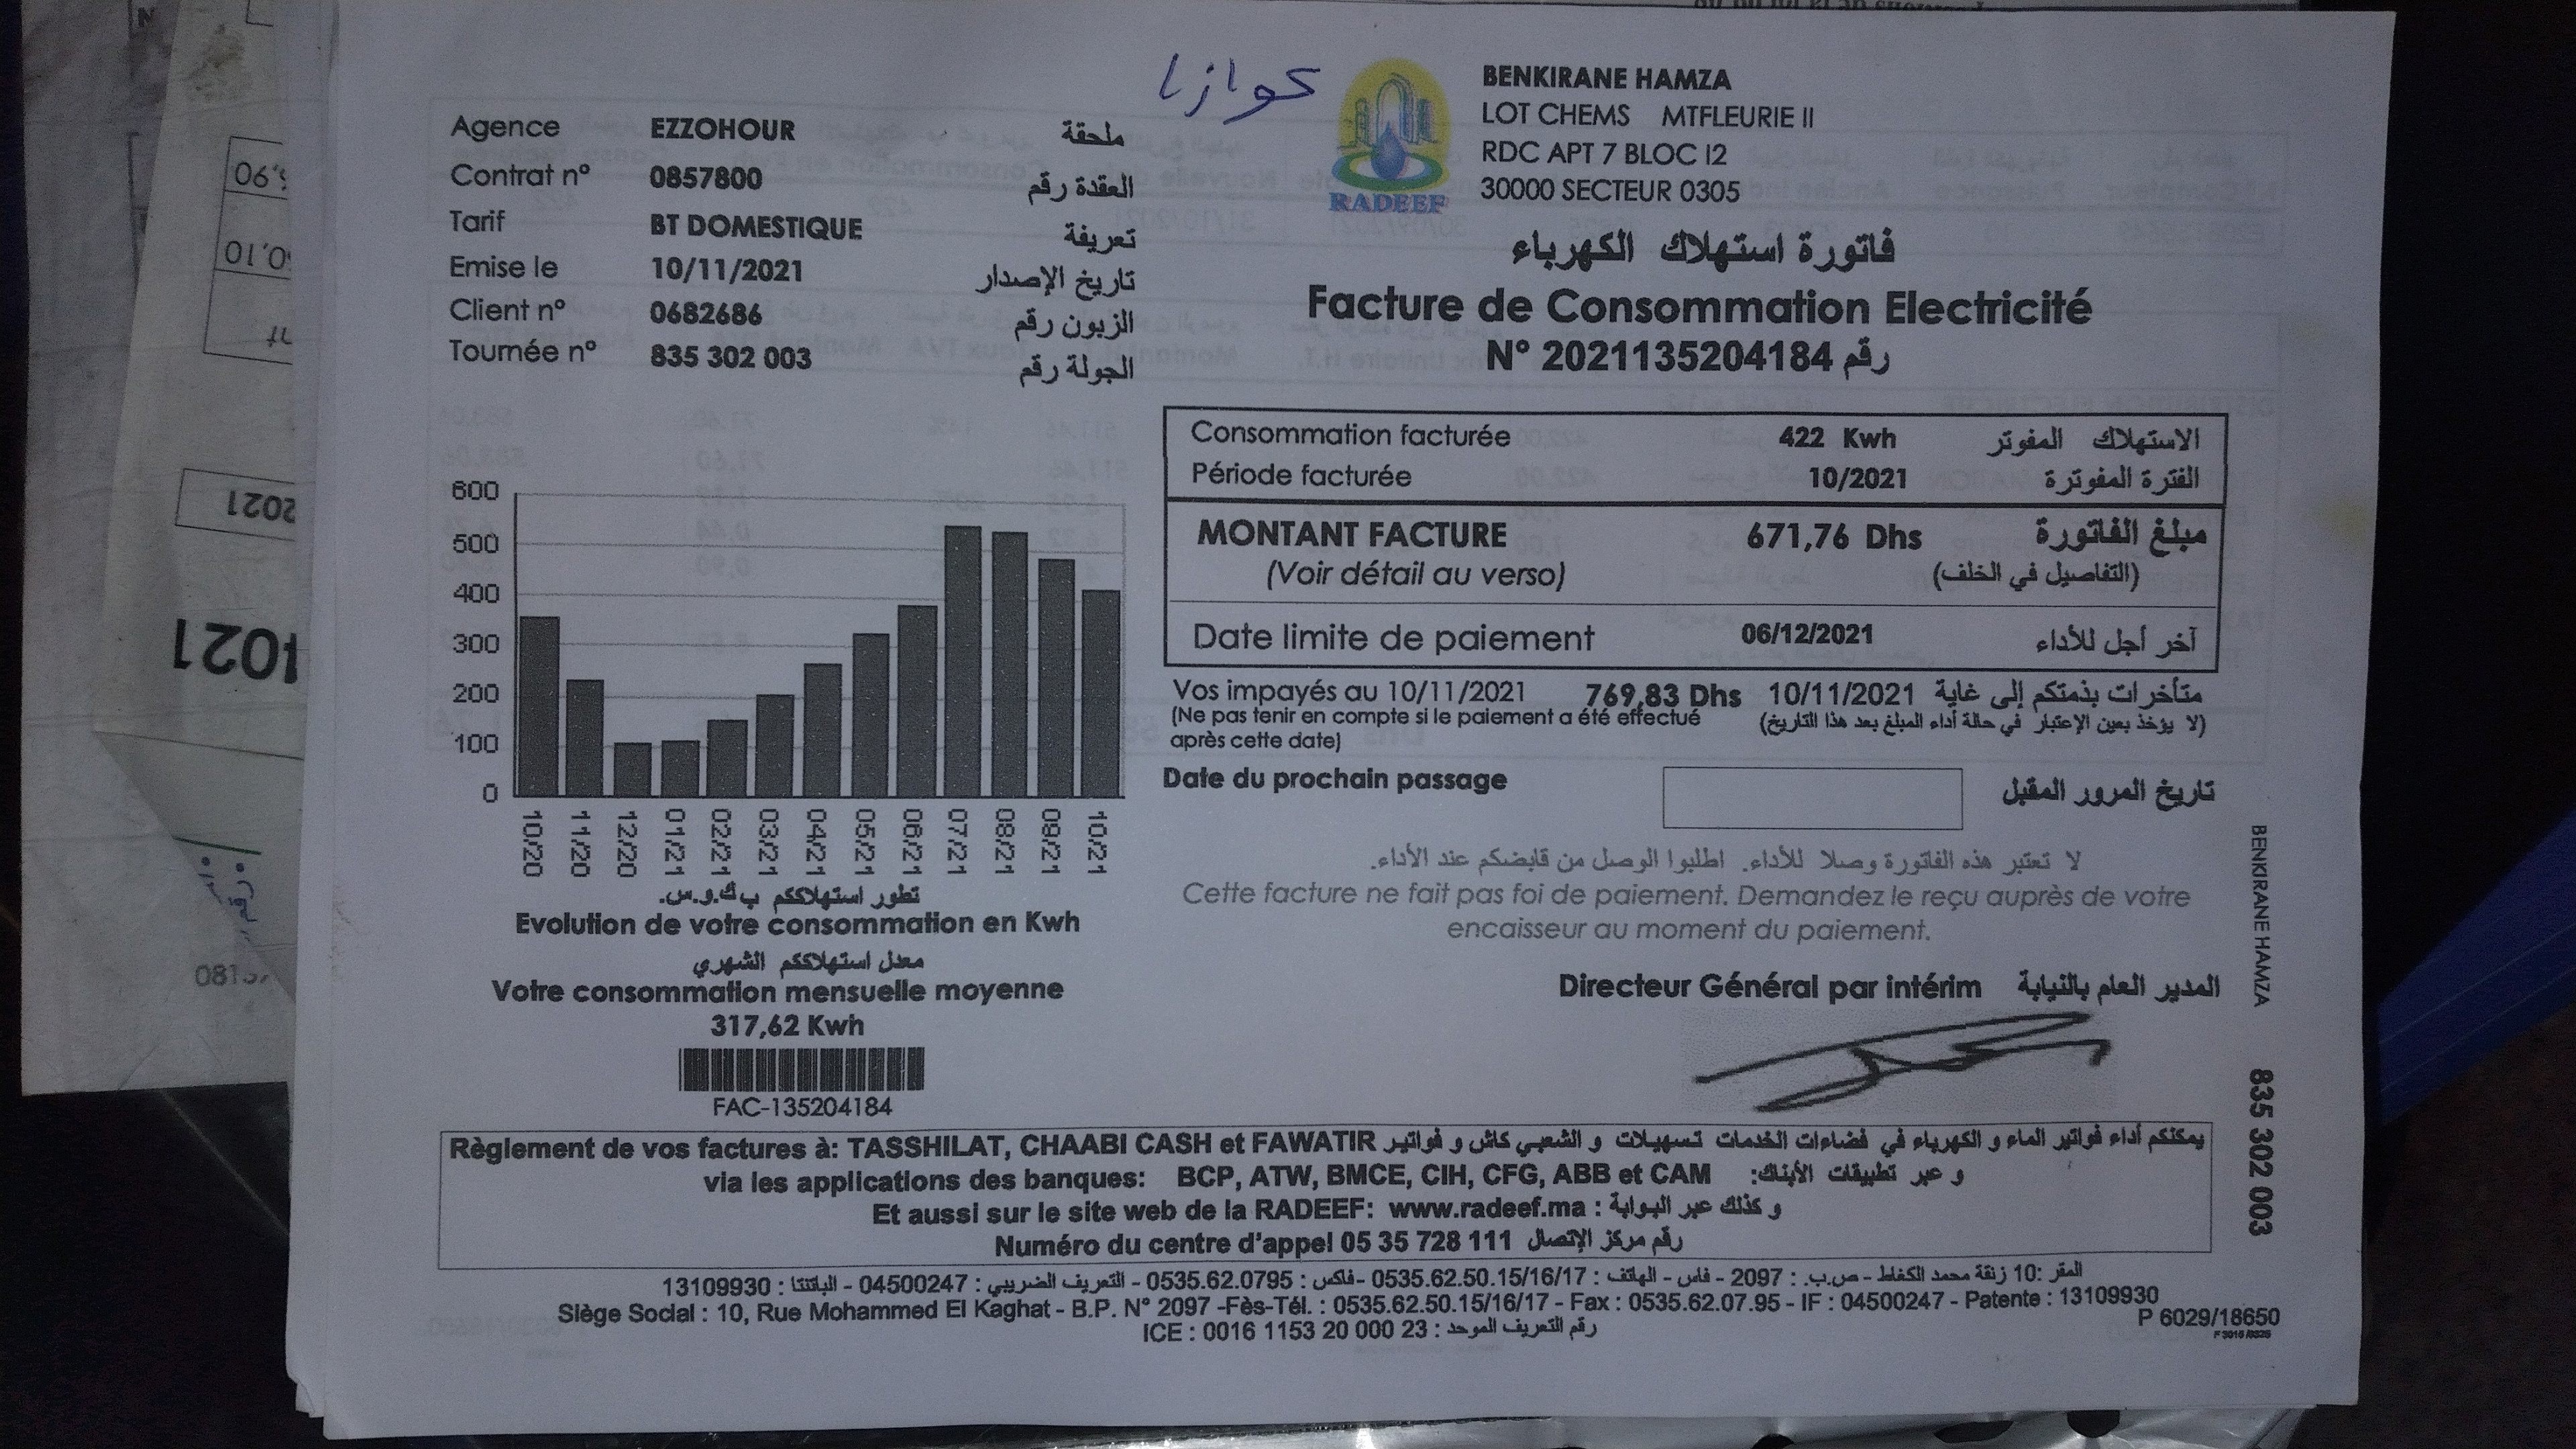 كوازا
RADEEF
BENKIRANE HAMZA
LOT CHEMS MTFLEURIE II
RDC APT 7 BLOC I2
30000 SECTEUR 0305
Agence EZZOHOUR ملحقة
Contrat n° 0857800 العقدة رقم
Tarif BT DOMESTIQUE تعريفة
Emise le 10/11/2021 تاريخ الإصدار
Client n° 0682686 الزبون رقم
Tournée n° 835 302 003 الجولة رقم
فاتورة استهلاك الكهرباء
Facture de Consommation Electricité
N° 2021135204184 رقم
Consommation facturée 422 Kwh الاستهلاك المفوتر
Période facturée 10/2021 الفترة المفوترة
MONTANT FACTURE 671,76 Dhs مبلغ الفاتورة
(Voir détail au verso) (التفاصيل في الخلف)
Date limite de paiement 06/12/2021 آخر أجل للأداء
Vos impayés au 10/11/2021 769,83 Dhs 10/11/2021 متأخرات بذمتكم إلى غاية
(Ne pas tenir en compte si le paiement a été effectué (لا يؤخذ بعين الإعتبار في حالة أداء المبلغ بعد هذا التاريخ)
après cette date)
Date du prochain passage تاريخ المرور المقبل
لا تعتبر هذه الفاتورة وصلا للأداء. اطلبوا الوصل من قابضكم عند الأداء.
Cette facture ne fait pas foi de paiement. Demandez le reçu auprès de votre
encaisseur au moment du paiement.
Directeur Général par intérim المدير العام بالنيابة
600
500
400
300
200
100
0
10/20 11/20 12/20 01/21 02/21 03/21 04/21 05/21 06/21 07/21 08/21 09/21 10/21
تطور استهلاككم ب ك.و.س.
Evolution de votre consommation en Kwh
معدل استهلاككم الشهري
Votre consommation mensuelle moyenne
317,62 Kwh
FAC-135204184
BENKIRANE HAMZA 835 302 003
Règlement de vos factures à: TASSHILAT, CHAABI CASH et FAWATIR يمكنكم أداء فواتير الماء و الكهرباء في فضاءات الخدمات تسهيلات و الشعبي كاش و فواتير
via les applications des banques: BCP, ATW, BMCE, CIH, CFG, ABB et CAM و عبر تطبيقات الأبناك:
Et aussi sur le site web de la RADEEF: www.radeef.ma : و كذلك عبر البوابة
Numéro du centre d'appel 05 35 728 111 رقم مركز الإتصال
المقر :10 زنقة محمد الكغاط - ص.ب. : 2097 - فاس - الهاتف : 0535.62.50.15/16/17 -فاكس : 0535.62.0795 - التعريف الضريبي : 04500247 - الباتنتا : 13109930
Siège Social : 10, Rue Mohammed El Kaghat - B.P. N° 2097 -Fès-Tél. : 0535.62.50.15/16/17 - Fax : 0535.62.07.95 - IF : 04500247 - Patente : 13109930
ICE : 0016 1153 20 000 23 : رقم التعريف الموحد
P 6029/18650